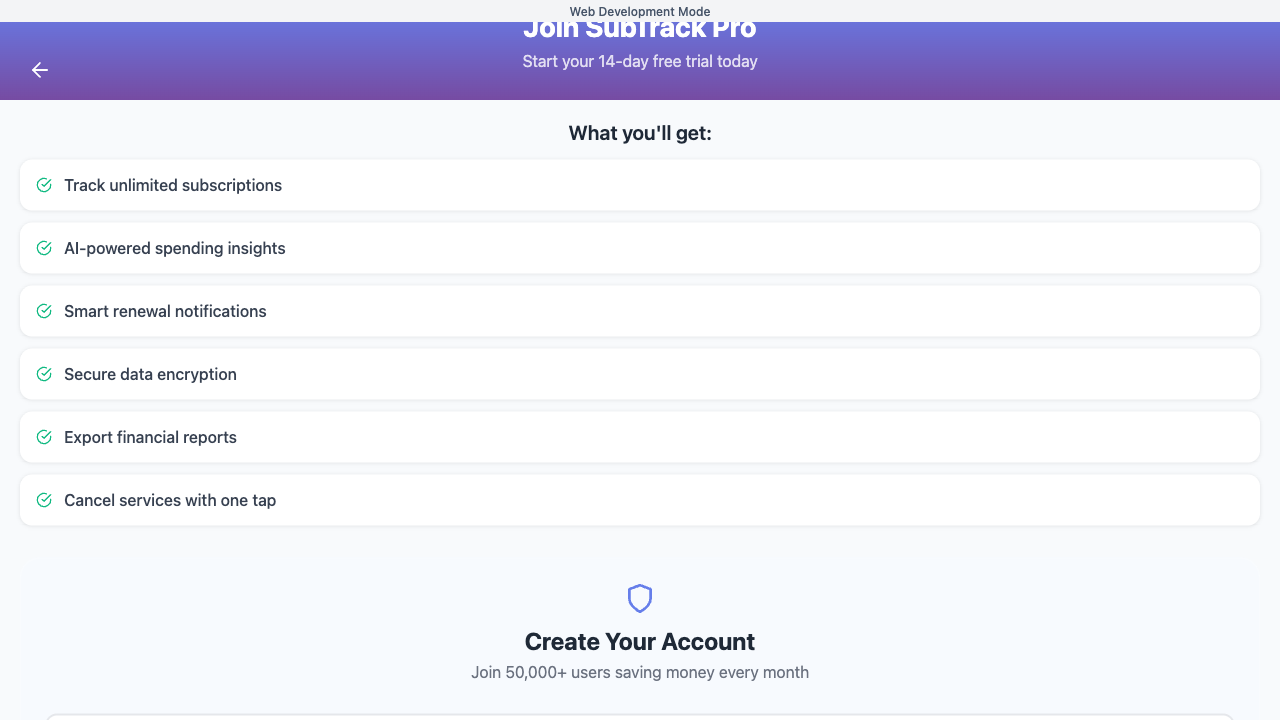 Web Development Mode
Join SubTrack Pro
Start your 14-day free trial today
What you'll get:
Track unlimited subscriptions
AI-powered spending insights
Smart renewal notifications
Secure data encryption
Export financial reports
Cancel services with one tap
Create Your Account
Join 50,000+ users saving money every month